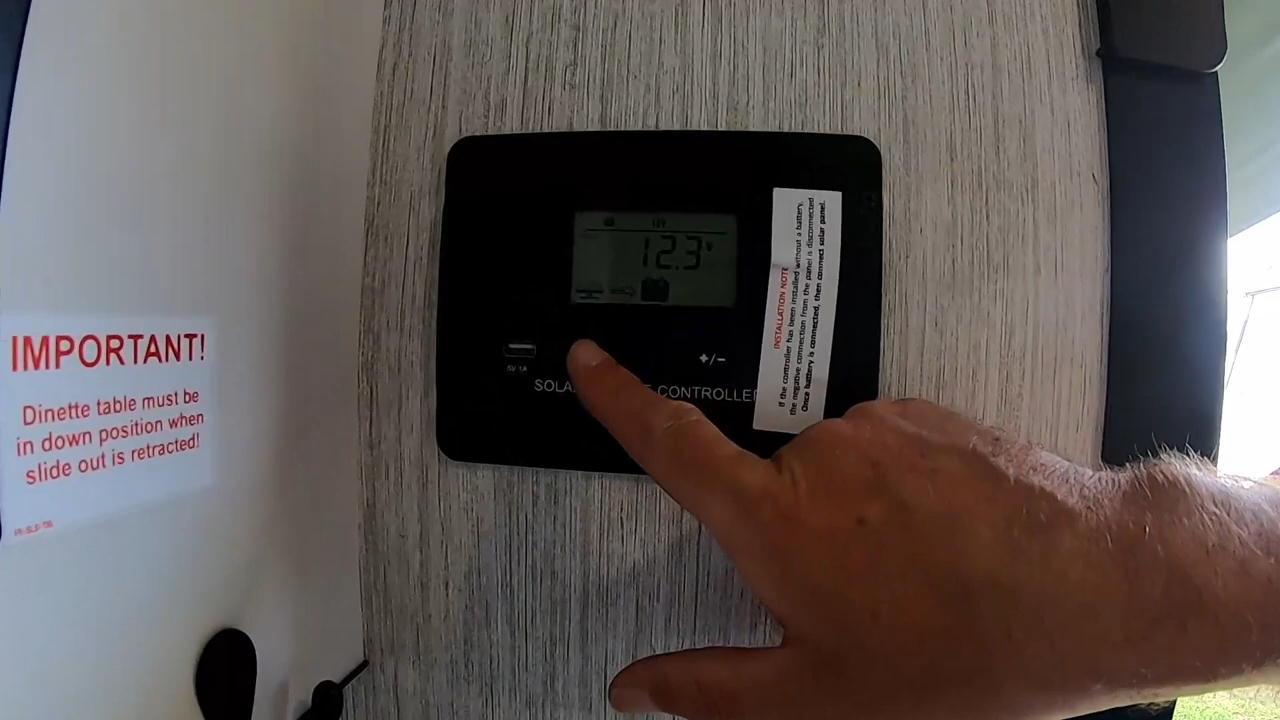 IMPORTANT!
Dinette table must be
in down position when
slide out is retracted!
12.3 V
5V 1A
+/-
CONTROLLER
INSTALLATION NOTE
If the controller has been installed without a battery,
the negative connection from the panel is disconnected
Once battery is connected, then connect solar panel.